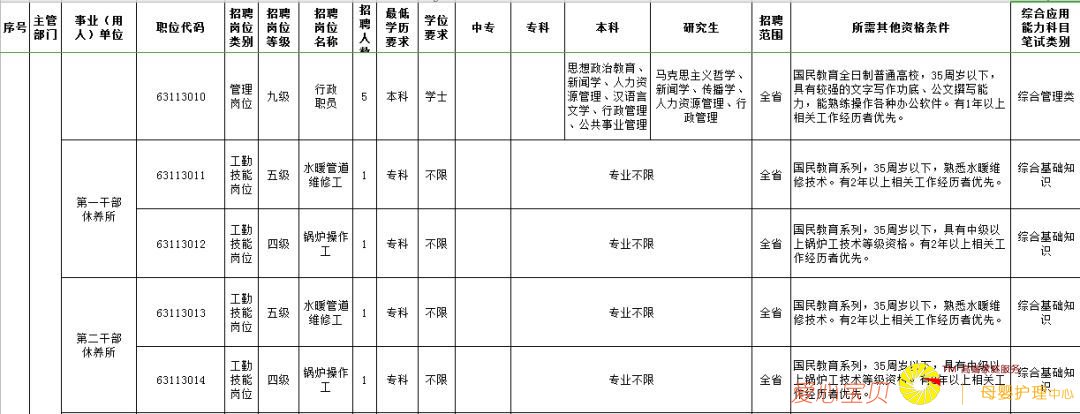 序号
主管
部门
事业（用
人）单位
职位代码
招聘
岗位
类别
招聘
岗位
等级
招聘
岗位
名称
招
聘
人
数
最低
学历
要求
学位
要求
中专
专科
本科
研究生
招聘
范围
所需其他资格条件
综合应用
能力科目
笔试类别
63113010
管理
岗位
九级
行政
职员
5
本科
学士
思想政治教育、
新闻学、人力资
源管理、汉语言
文学、行政管理
、公共事业管理
马克思主义哲学、
新闻学、传播学、
人力资源管理、行
政管理
全省
国民教育全日制普通高校，35周岁以下，
具有较强的文字写作功底、公文撰写能
力，能熟练操作各种办公软件。有1年以上
相关工作经历者优先。
综合管理类
第一干部
休养所
63113011
工勤
技能
岗位
五级
水暖管道
维修工
1
专科
不限
专业不限
全省
国民教育系列，35周岁以下，熟悉水暖维
修技术。有2年以上相关工作经历者优先。
综合基础知
识
63113012
工勤
技能
岗位
四级
锅炉操作
工
1
专科
不限
专业不限
全省
国民教育系列，35周岁以下，具有中级以
上锅炉工技术等级资格。有2年以上相关工
作经历者优先。
综合基础知
识
第二干部
休养所
63113013
工勤
技能
岗位
五级
水暖管道
维修工
1
专科
不限
专业不限
全省
国民教育系列，35周岁以下，熟悉水暖维
修技术。有2年以上相关工作经历者优先。
综合基础知
识
63113014
工勤
技能
岗位
四级
锅炉操作
工
1
专科
不限
专业不限
全省
国民教育系列，35周岁以下，具有中级以
上锅炉工技术等级资格。有 年以上相关工
作经历者优先。
综合基础知
识
爱心宝贝
母婴护理中心